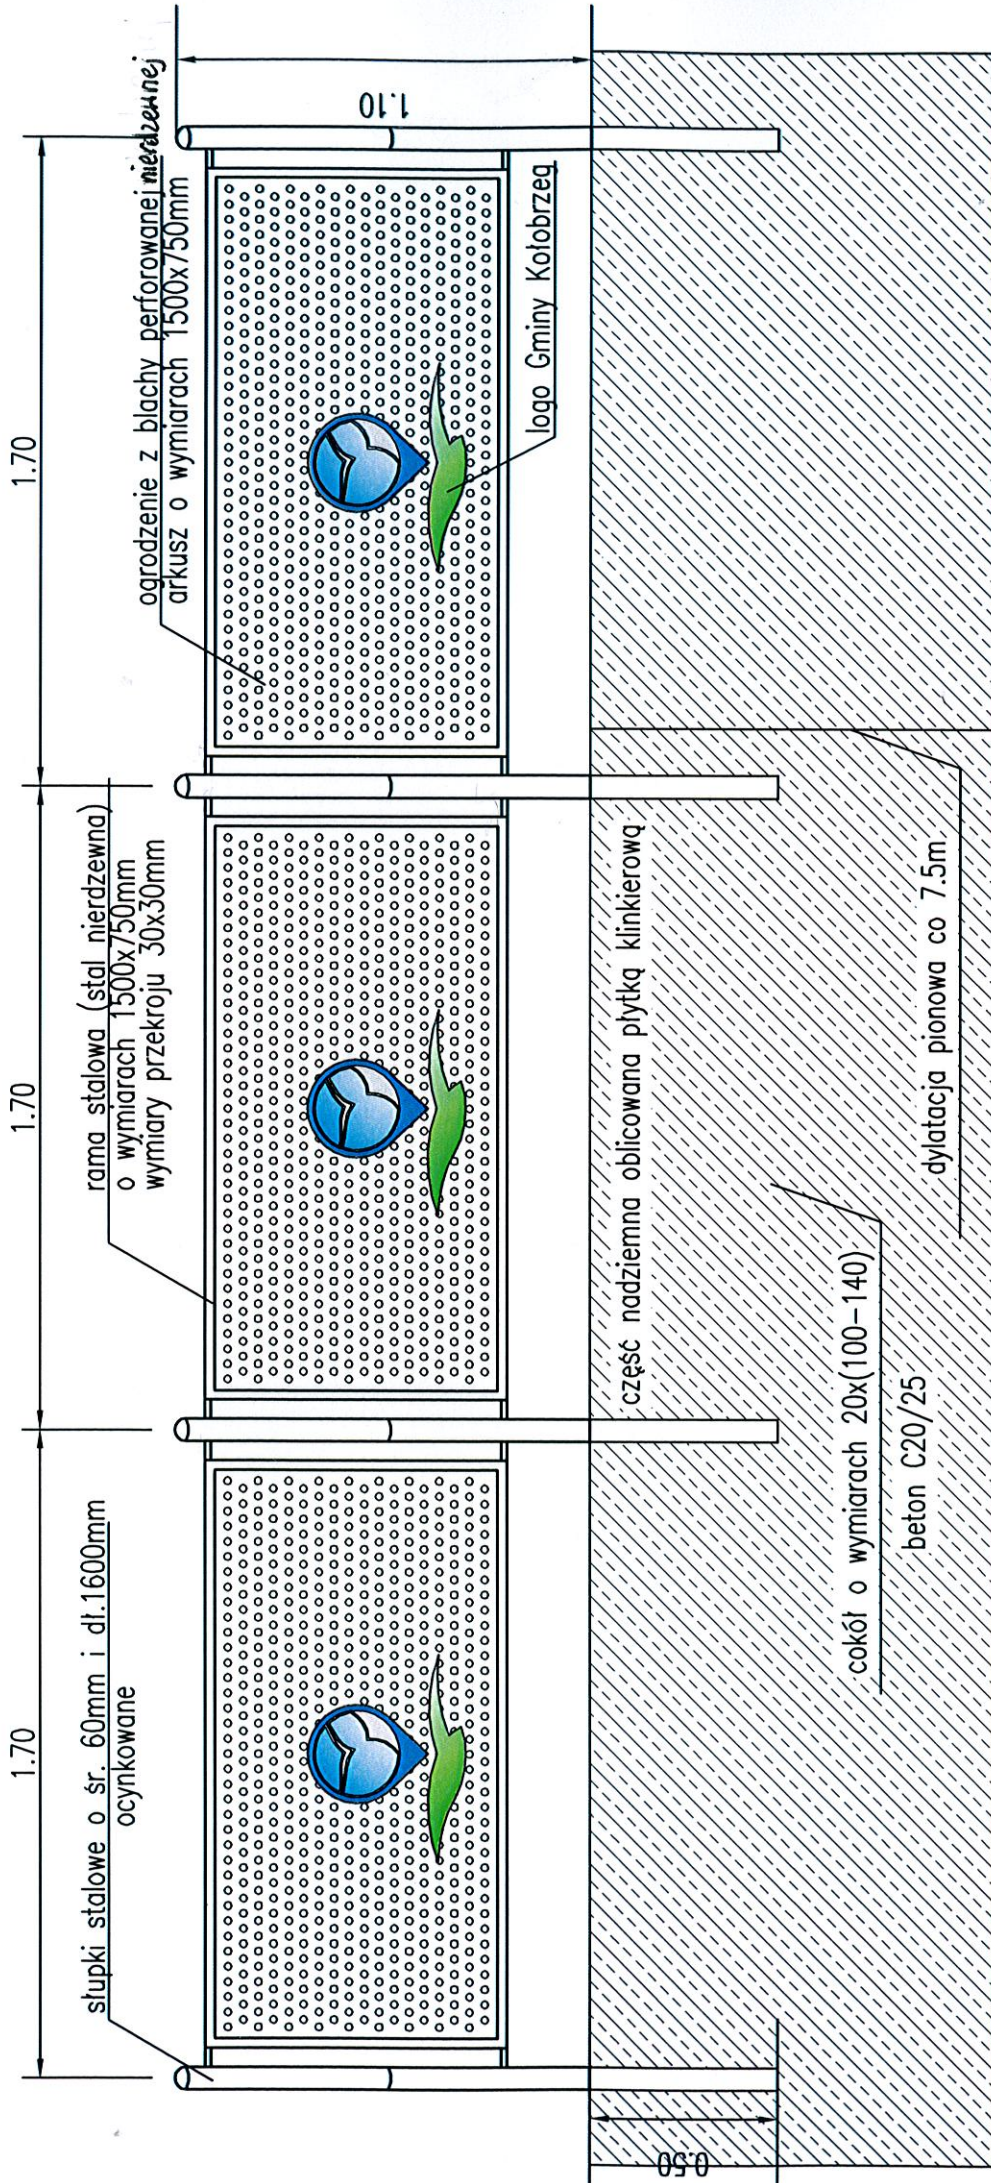 1.70
1.70
1.70
słupki stalowe o śr. 60mm i dł.1600mm
ocynkowane
rama stalowa (stal nierdzewna)
o wymiarach 1500x750mm
wymiary przekroju 30x30mm
ogrodzenie z blachy perforowanej nierdzewnej
arkusz o wymiarach 1500x750mm
1.10
logo Gminy Kołobrzeg
część nadziemna oblicowana płytką klinkierową
0.50
cokół o wymiarach 20x(100-140)
beton C20/25
dylatacja pionowa co 7.5m